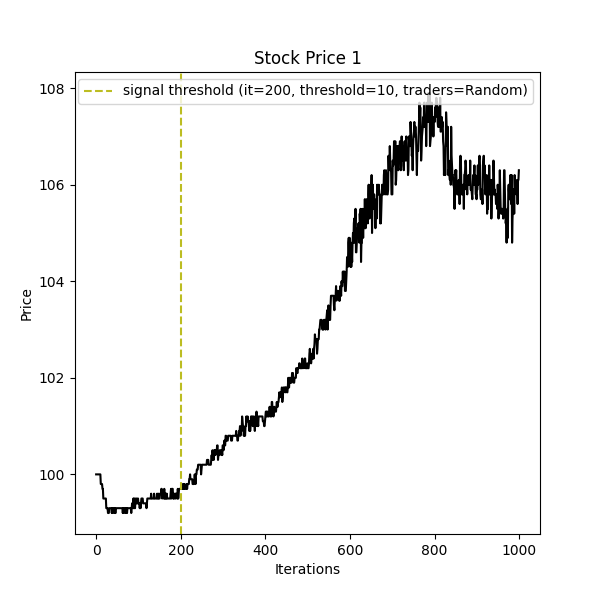 Stock Price 1
signal threshold (it=200, threshold=10, traders=Random)
108
106
104
102
100
Price
0 200 400 600 800 1000
Iterations